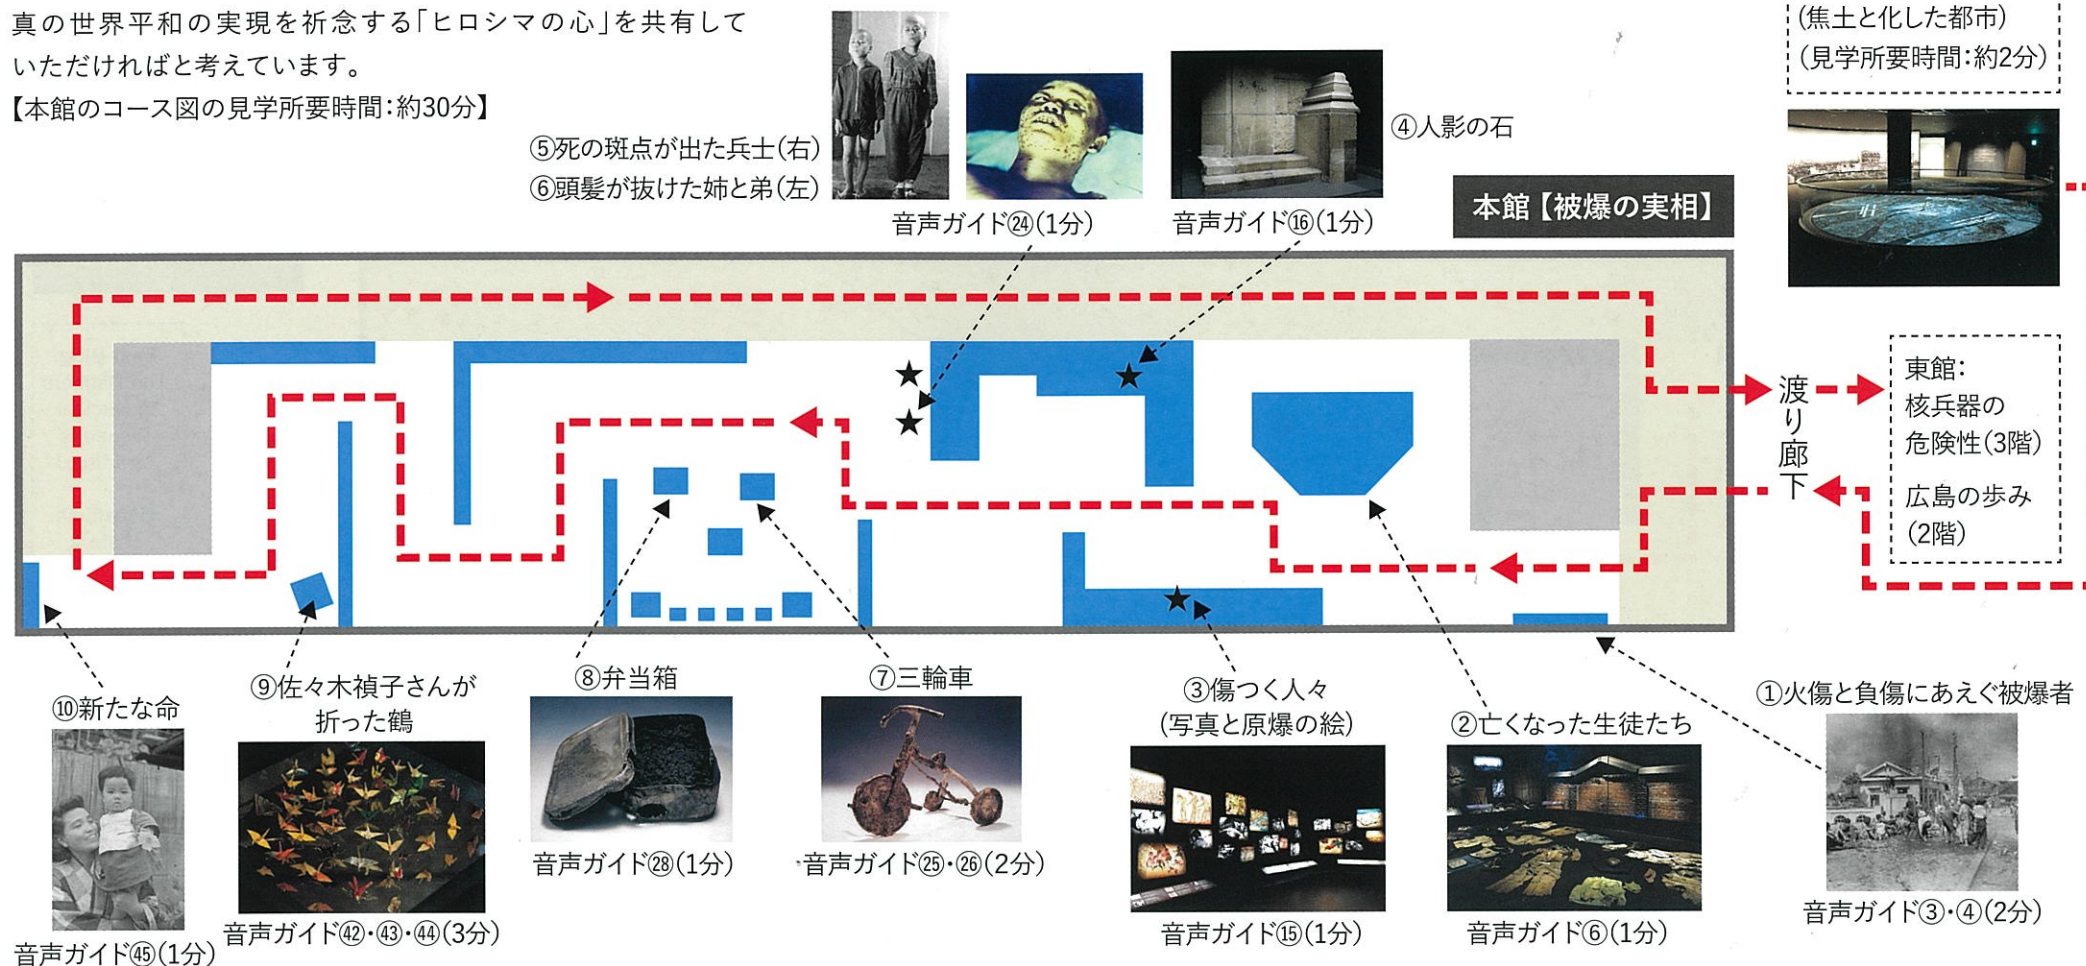 真の世界平和の実現を祈念する「ヒロシマの心」を共有して
いただければと考えています。
【本館のコース図の見学所要時間:約30分】
⑤死の斑点が出た兵士(右)
⑥頭髪が抜けた姉と弟(左)
音声ガイド㉔(1分)
④人影の石
音声ガイド⑯(1分)
本館【被爆の実相】
(焦土と化した都市)
(見学所要時間:約2分)
渡り廊下
東館:
核兵器の
危険性(3階)
広島の歩み
(2階)
⑩新たな命
音声ガイド㊺(1分)
⑨佐々木禎子さんが
折った鶴
音声ガイド㊷・㊸・㊹(3分)
⑧弁当箱
音声ガイド㉘(1分)
⑦三輪車
音声ガイド㉕・㉖(2分)
③傷つく人々
(写真と原爆の絵)
音声ガイド⑮(1分)
②亡くなった生徒たち
音声ガイド⑥(1分)
①火傷と負傷にあえぐ被爆者
音声ガイド③・④(2分)